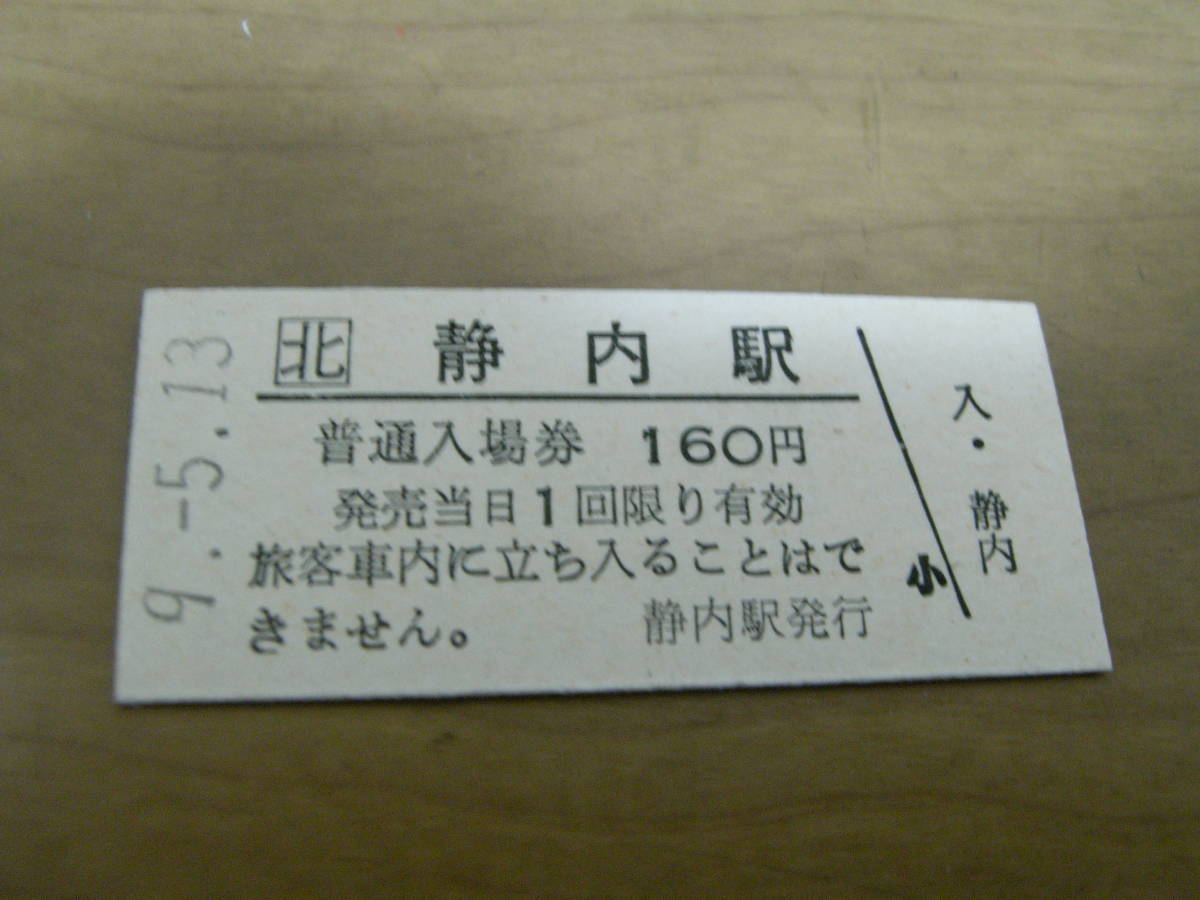 北 静内駅
普通入場券 160円
発売当日1回限り有効
旅客車内に立ち入ることはで
きません。 静内駅発行
小
入・静内
9.-5.13